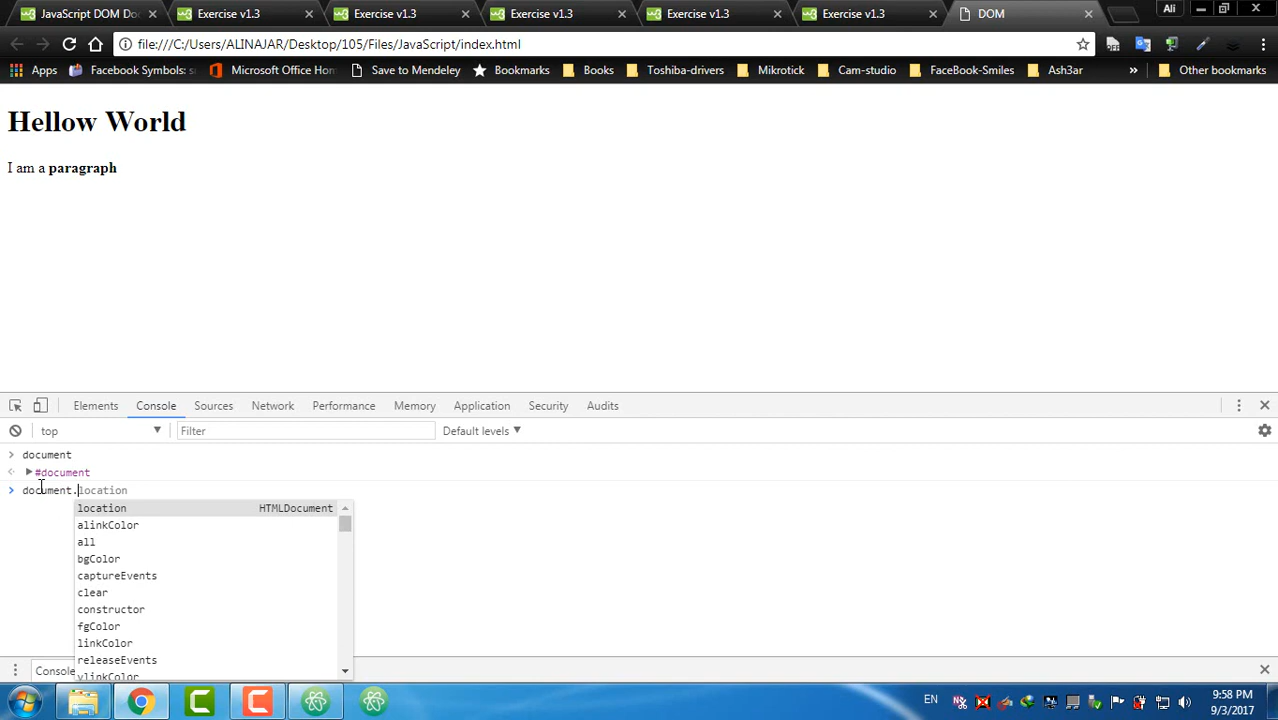 JavaScript DOM Do
Exercise v1.3
Exercise v1.3
Exercise v1.3
Exercise v1.3
Exercise v1.3
DOM
Ali
file:///C:/Users/ALINAJAR/Desktop/105/Files/JavaScript/index.html
Apps
Facebook Symbols: s
Microsoft Office Hom
Save to Mendeley
Bookmarks
Books
Toshiba-drivers
Mikrotick
Cam-studio
FaceBook-Smiles
Ash3ar
»
Other bookmarks
Hellow World
I am a paragraph
Elements
Console
Sources
Network
Performance
Memory
Application
Security
Audits
top
Filter
Default levels
> document
#document
> document.location
location HTMLDocument
alinkColor
all
bgColor
captureEvents
clear
constructor
fgColor
linkColor
releaseEvents
vlinkColor
Console
EN
9:58 PM
9/3/2017